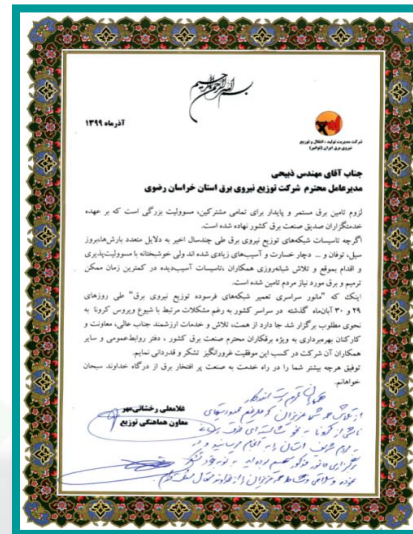 بسم الله الرحمن الرحیم
آذرماه ۱۳۹۹
شرکت مدیریت تولید، انتقال و توزیع
نیروی برق ایران (توانیر)
جناب آقای مهندس ذبیحی
مدیرعامل محترم شرکت توزیع نیروی برق استان خراسان رضوی
لزوم تامین برق مستمر و پایدار برای تمامی مشترکین، مسوولیت بزرگی است که بر عهده
خدمتگزاران صدیق صنعت برق کشور نهاده شده است.
اگرچه تاسیسات شبکه‌های توزیع نیروی برق طی چندسال اخیر به دلایل متعدد بارش‌ها،بروز
سیل، توفان و... دچار خسارت و آسیب‌های زیادی شده اند ولی خوشبختانه با مسوولیت‌پذیری
و اقدام بموقع و تلاش شبانه‌روزی همکاران ،تاسیسات آسیب‌دیده در کمترین زمان ممکن
ترمیم و برق مورد نیاز مردم تامین شده است.
اینک که "مانور سراسری تعمیر شبکه‌های فرسوده توزیع نیروی برق" طی روزهای
۲۹ و ۳۰ آبان‌ماه گذشته در سراسر کشور به رغم مشکلات مرتبط با شیوع ویروس کرونا به
نحوی مطلوب برگزار شد جا دارد از همت، تلاش و خدمات ارزشمند جناب عالی، معاونت و
کارکنان بهره‌برداری به ویژه برقکاران محترم صنعت برق کشور ، دفتر روابط‌عمومی و سایر
همکاران آن شرکت در کسب این موفقیت غرورانگیز تشکر و قدردانی نمایم.
توفیق هرچه بیشتر شما را در راه خدمت به صنعت پر افتخار برق از درگاه خداوند سبحان
خواهانم.
غلامعلی رخشانی‌مهر
معاون هماهنگی توزیع